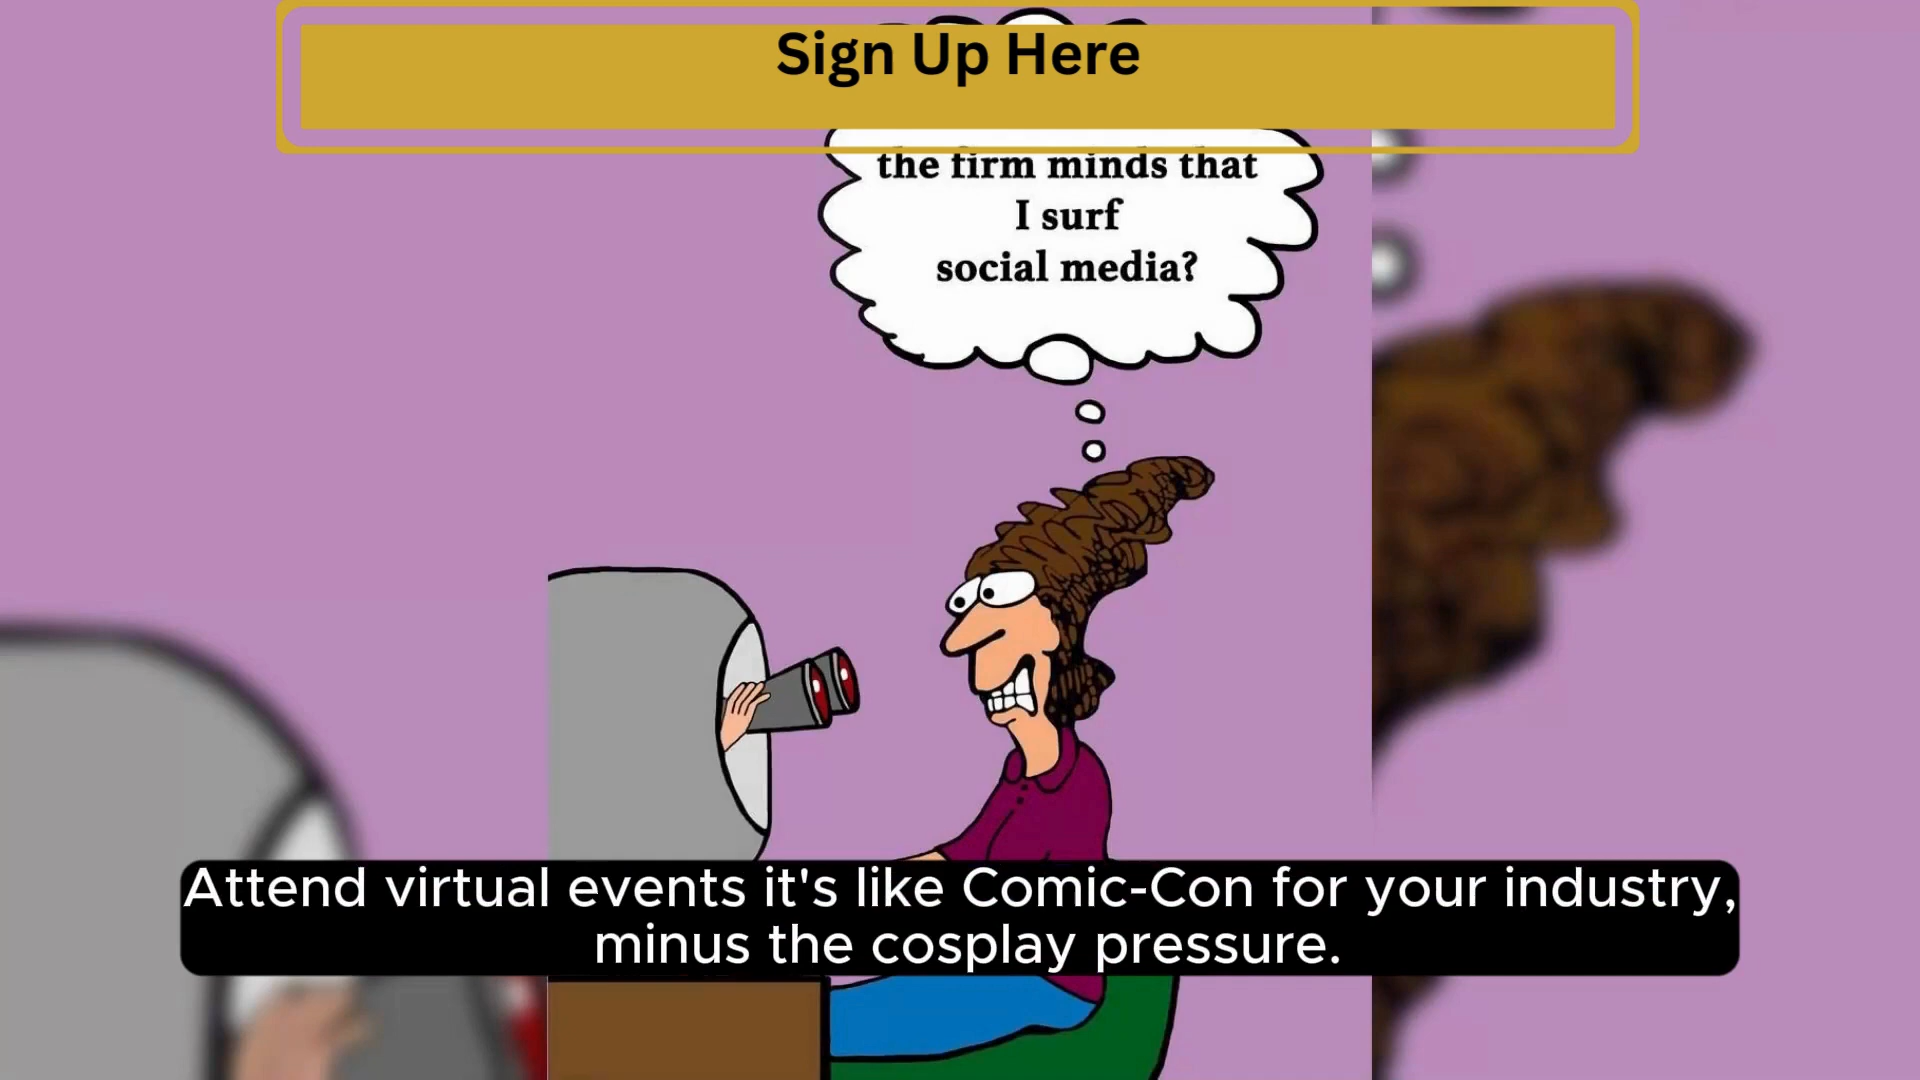 Sign Up Here
the firm minds that
I surf
social media?
Attend virtual events it's like Comic-Con for your industry,
minus the cosplay pressure.